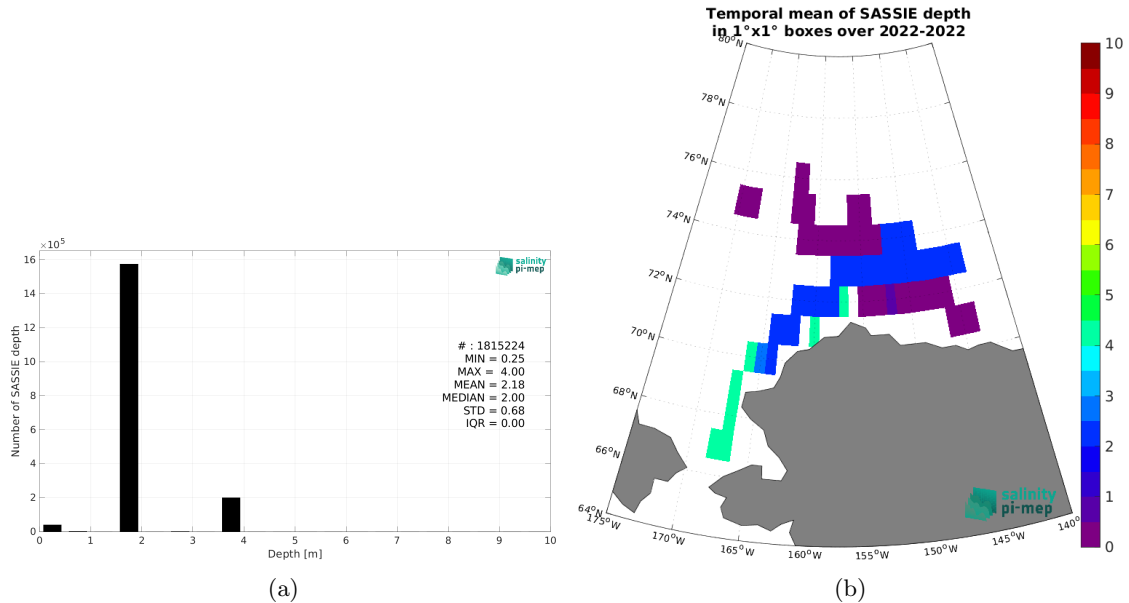 ×10⁵
16
14
12
10
8
6
4
2
0
Number of SASSIE depth
salinity
pi-mep
# : 1815224
MIN = 0.25
MAX = 4.00
MEAN = 2.18
MEDIAN = 2.00
STD = 0.68
IQR = 0.00
0 1 2 3 4 5 6 7 8 9 10
Depth [m]
(a)
Temporal mean of SASSIE depth
in 1°x1° boxes over 2022-2022
80°N
78°N
76°N
74°N
72°N
70°N
68°N
66°N
64°N
175°W
170°W
165°W
160°W
155°W
150°W
145°W
salinity
pi-mep
10
9
8
7
6
5
4
3
2
1
0
(b)